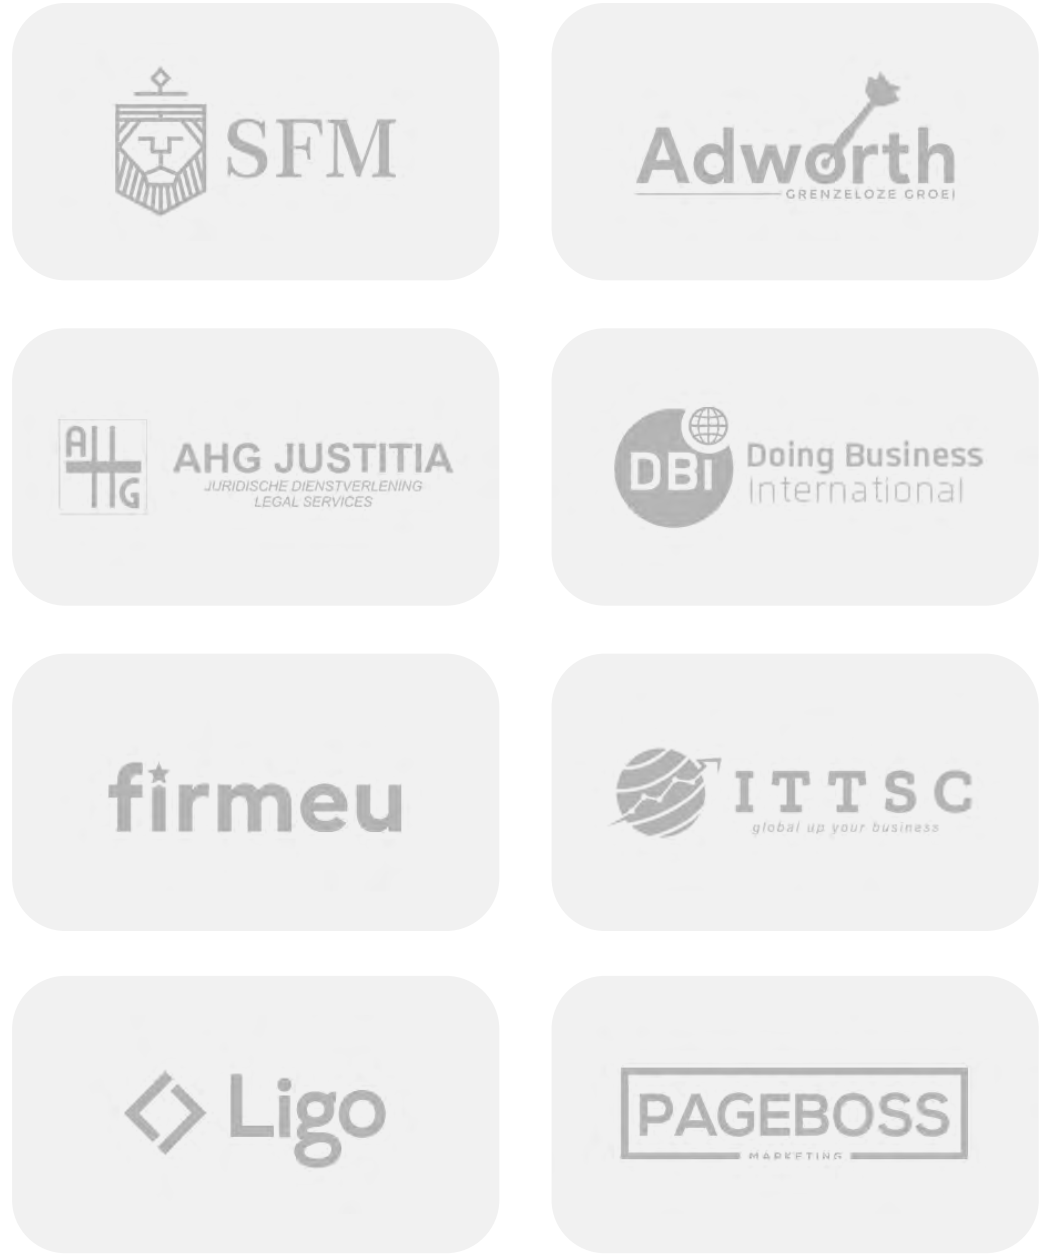 SFM
Adworth
GRENZELOZE GROEI
AHG
AHG JUSTITIA
JURIDISCHE DIENSTVERLENING
LEGAL SERVICES
DBI
Doing Business
International
firmeu
ITTSC
global up your business
Ligo
PAGEBOSS
MARKETING